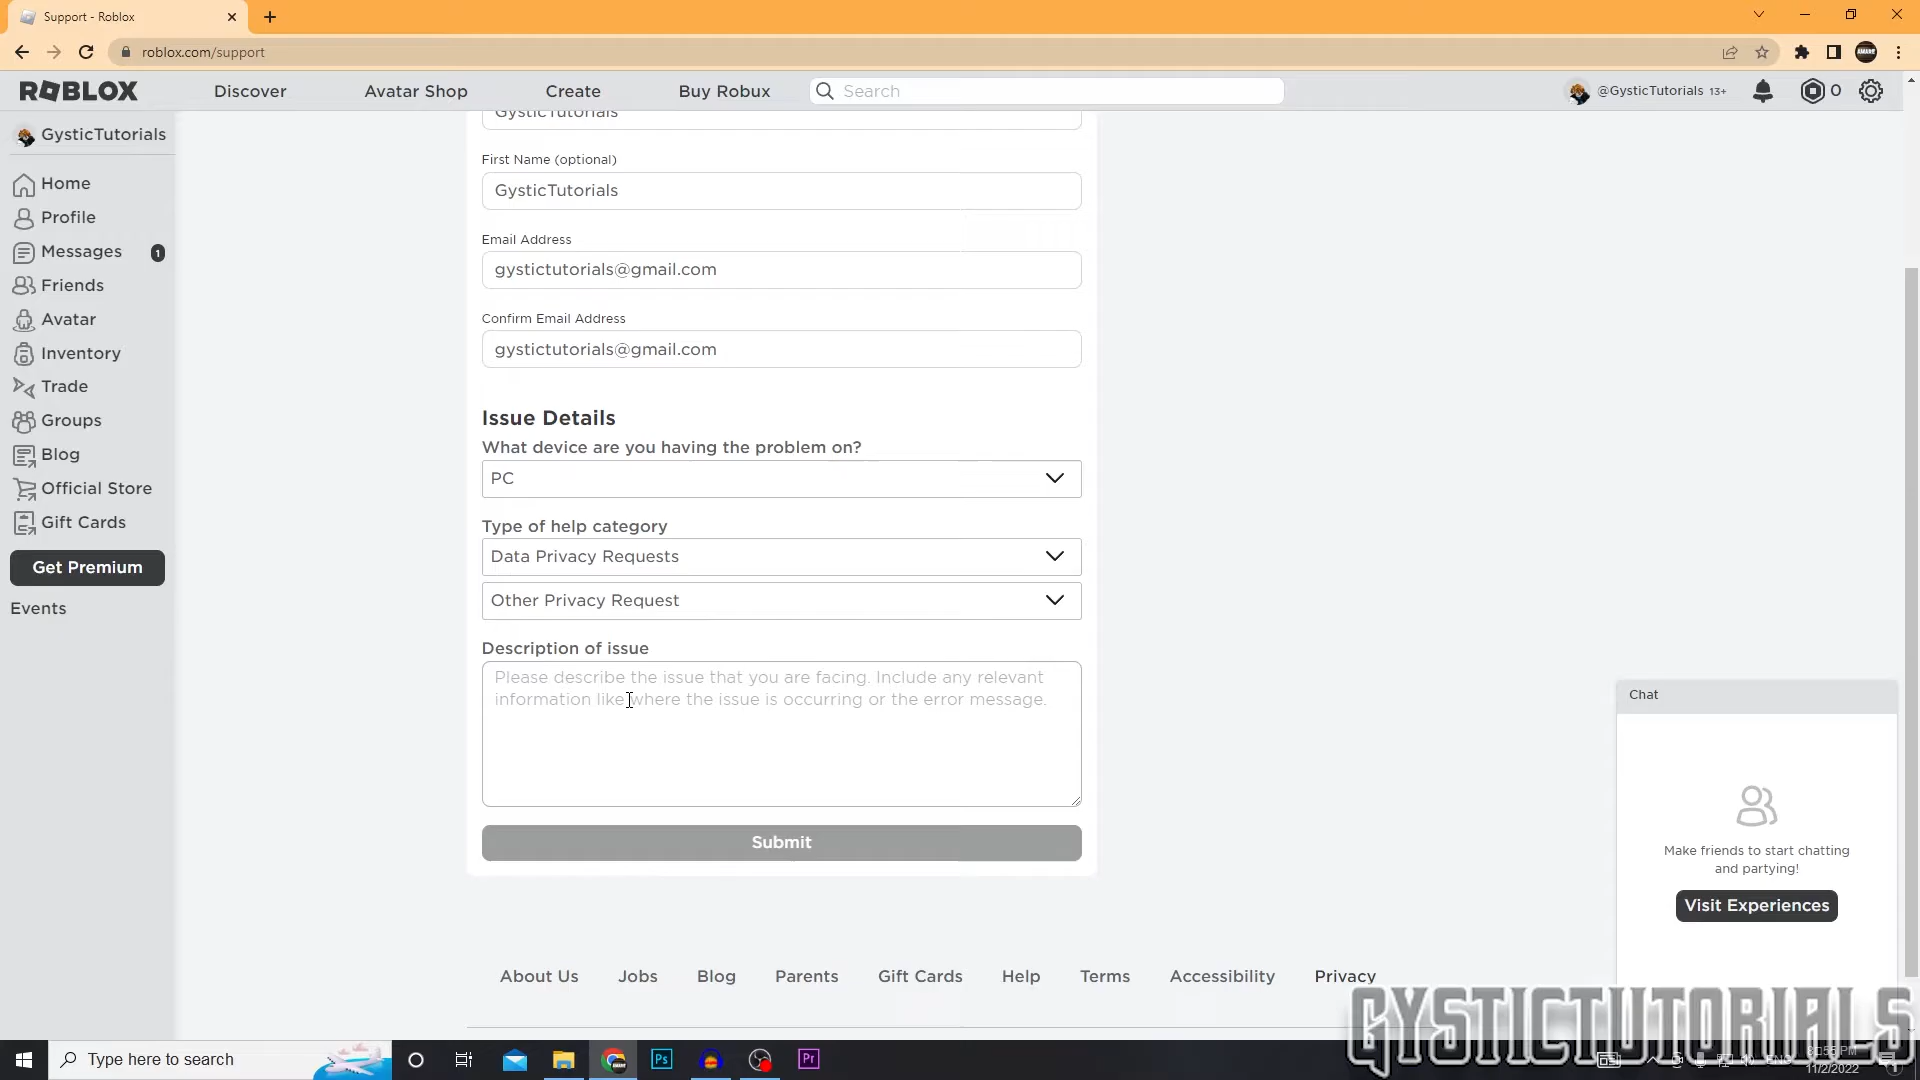 Support - Roblox
roblox.com/support
ROBLOX
Discover
Avatar Shop
Create
Buy Robux
Search
@GysticTutorials 13+
0
GysticTutorials
Home
Profile
Messages
1
Friends
Avatar
Inventory
Trade
Groups
Blog
Official Store
Gift Cards
Get Premium
Events
GysticTutorials
First Name (optional)
GysticTutorials
Email Address
gystictutorials@gmail.com
Confirm Email Address
gystictutorials@gmail.com
Issue Details
What device are you having the problem on?
PC
Type of help category
Data Privacy Requests
Other Privacy Request
Description of issue
Please describe the issue that you are facing. Include any relevant
information like where the issue is occurring or the error message.
Submit
Chat
Make friends to start chatting
and partying!
Visit Experiences
About Us
Jobs
Blog
Parents
Gift Cards
Help
Terms
Accessibility
Privacy
GYSTICTUTORIALS
Type here to search
Ps
Pr
ENG
11/2/2022